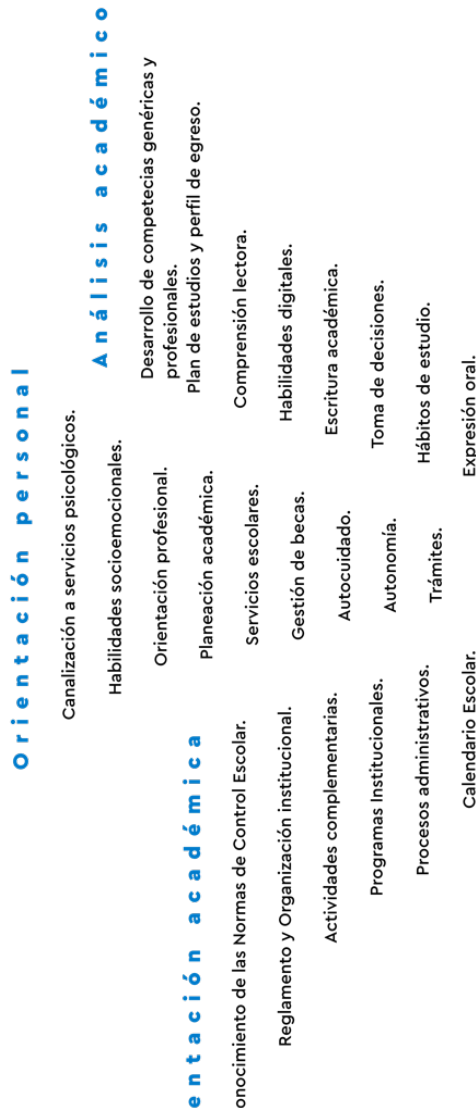 entación académica
onocimiento de las Normas de Control Escolar.
Reglamento y Organización institucional.
Actividades complementarias.
Programas Institucionales.
Procesos administrativos.
Calendario Escolar.
Orientación personal
Canalización a servicios psicológicos.
Habilidades socioemocionales.
Orientación profesional.
Planeación académica.
Servicios escolares.
Gestión de becas.
Autocuidado.
Autonomía.
Trámites.
Análisis académico
Desarrollo de competecias genéricas y
profesionales.
Plan de estudios y perfil de egreso.
Comprensión lectora.
Habilidades digitales.
Escritura académica.
Toma de decisiones.
Hábitos de estudio.
Expresión oral.